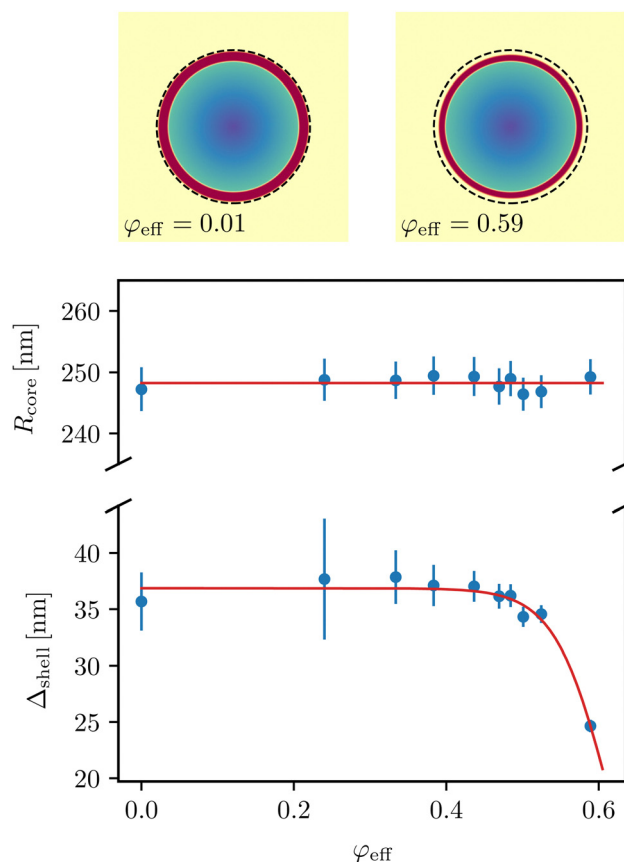 φeff = 0.01
φeff = 0.59
Rcore [nm]
260
250
240
Δshell [nm]
40
35
30
25
20
0.0 0.2 0.4 0.6
φeff